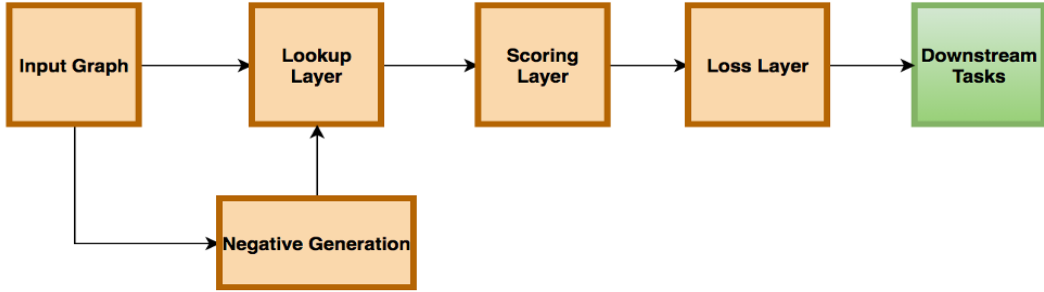 Input Graph
Lookup
Layer
Scoring
Layer
Loss Layer
Downstream
Tasks
Negative Generation